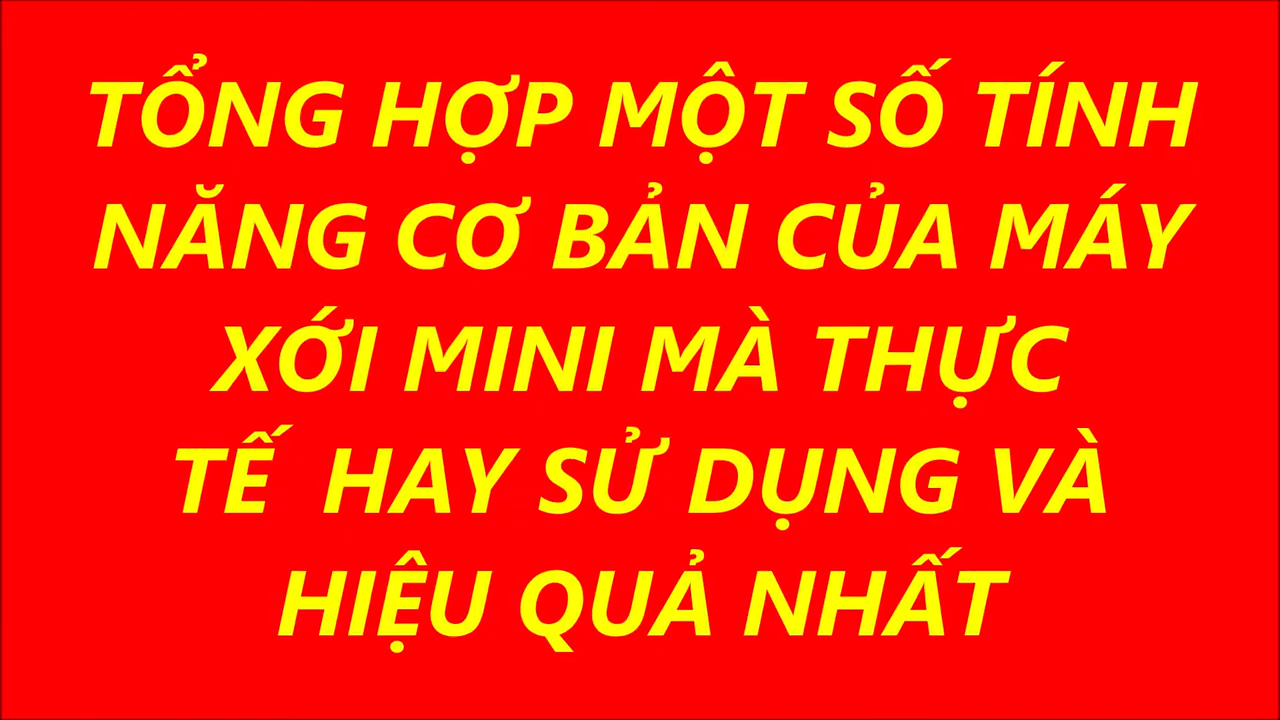 TỔNG HỢP MỘT SỐ TÍNH
NĂNG CƠ BẢN CỦA MÁY
XỚI MINI MÀ THỰC
TẾ  HAY SỬ DỤNG VÀ
HIỆU QUẢ NHẤT